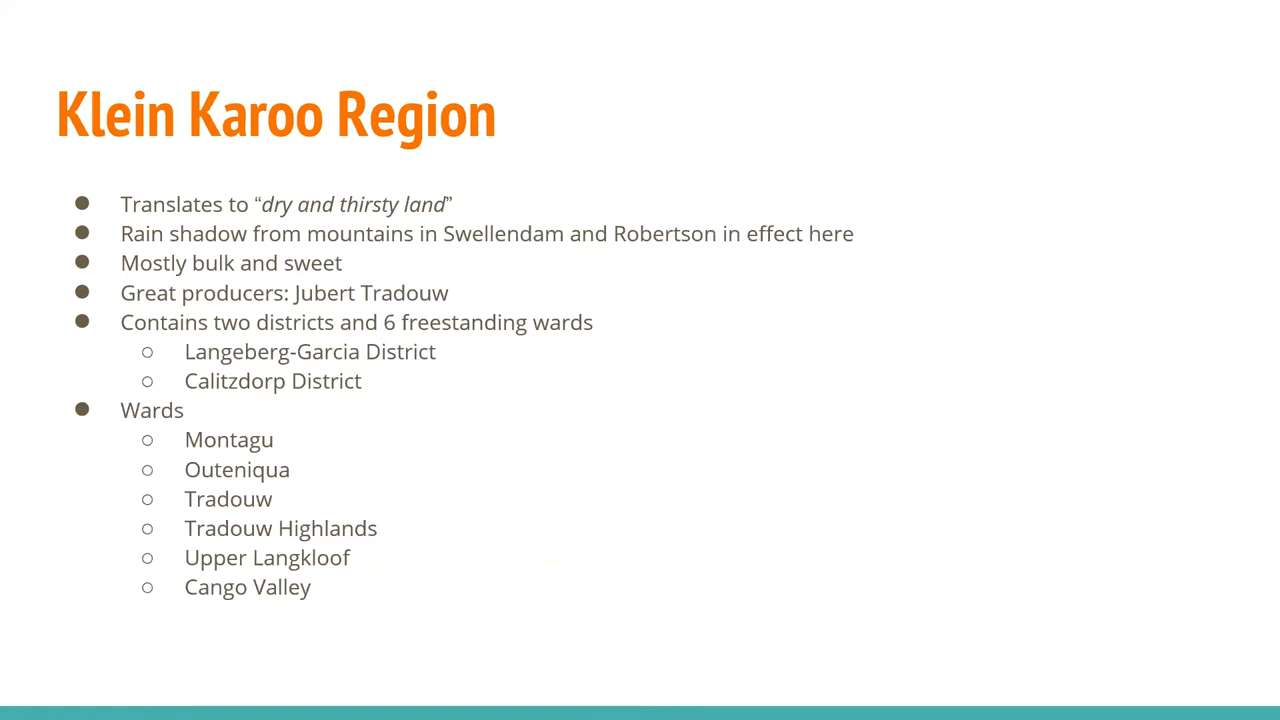 Klein Karoo Region
● Translates to “dry and thirsty land”
● Rain shadow from mountains in Swellendam and Robertson in effect here
● Mostly bulk and sweet
● Great producers: Jubert Tradouw
● Contains two districts and 6 freestanding wards
○ Langeberg-Garcia District
○ Calitzdorp District
● Wards
○ Montagu
○ Outeniqua
○ Tradouw
○ Tradouw Highlands
○ Upper Langkloof
○ Cango Valley